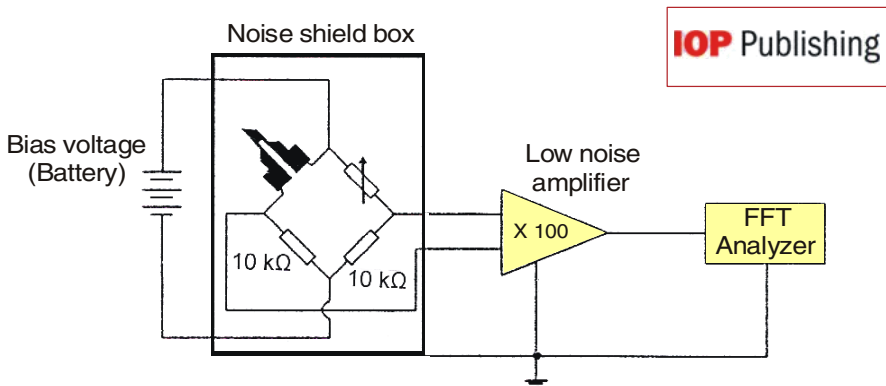 Noise shield box
IOP Publishing
Bias voltage
(Battery)
Low noise
amplifier
X 100
FFT
Analyzer
10 kΩ
10 kΩ